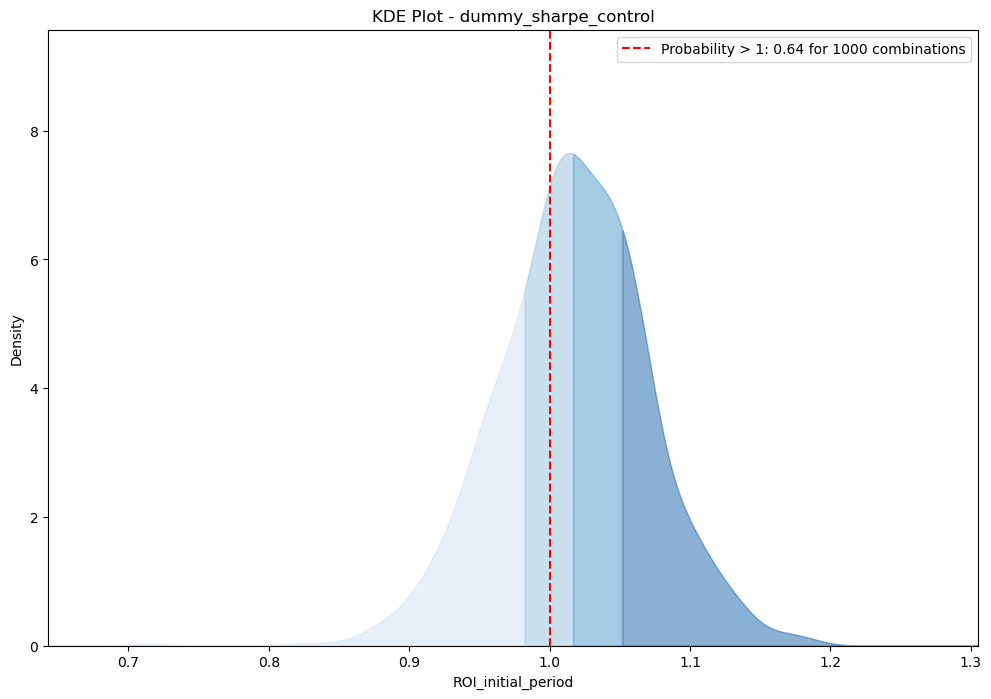 KDE Plot - dummy_sharpe_control
Probability > 1: 0.64 for 1000 combinations
Density
8
6
4
2
0
0.7 0.8 0.9 1.0 1.1 1.2 1.3
ROI_initial_period